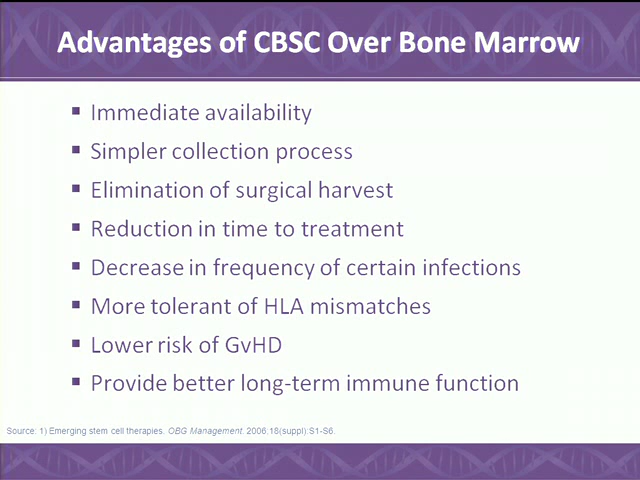 Advantages of CBSC Over Bone Marrow
▪ Immediate availability
▪ Simpler collection process
▪ Elimination of surgical harvest
▪ Reduction in time to treatment
▪ Decrease in frequency of certain infections
▪ More tolerant of HLA mismatches
▪ Lower risk of GvHD
▪ Provide better long-term immune function
Source: 1) Emerging stem cell therapies. OBG Management. 2006.18(suppl):S1-S6.